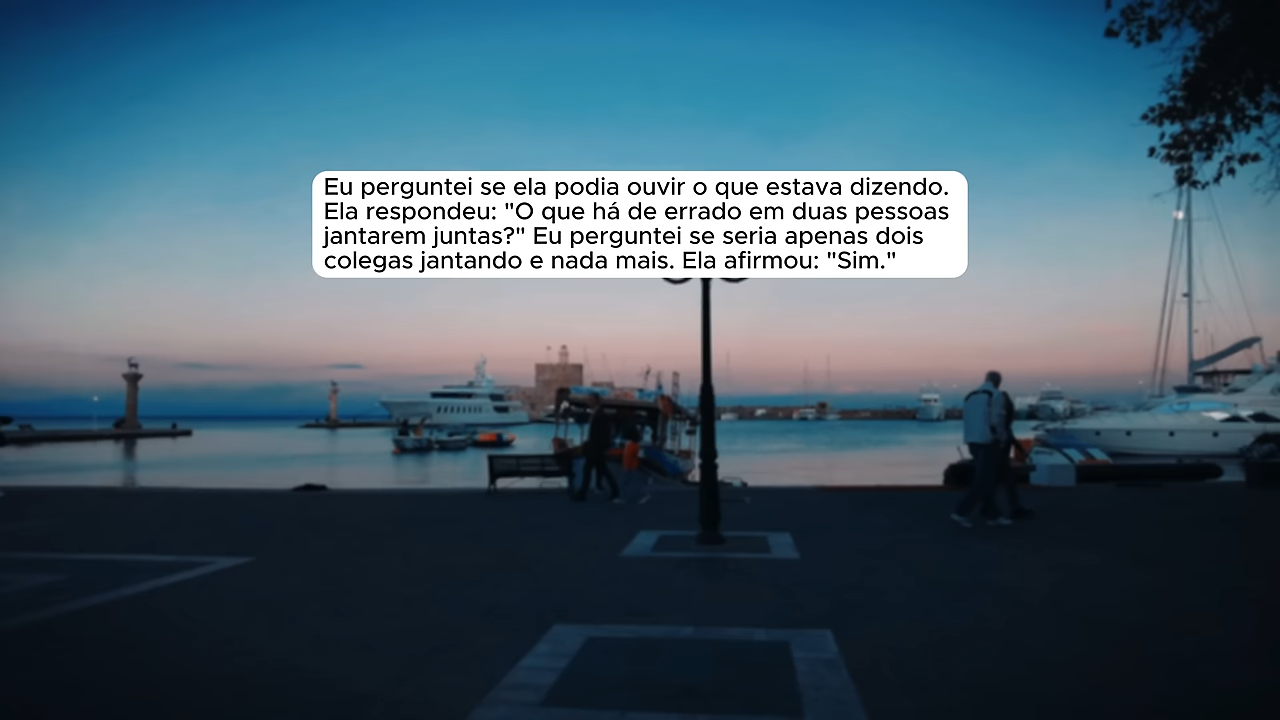 Eu perguntei se ela podia ouvir o que estava dizendo.
Ela respondeu: "O que há de errado em duas pessoas
jantarem juntas?" Eu perguntei se seria apenas dois
colegas jantando e nada mais. Ela afirmou: "Sim."